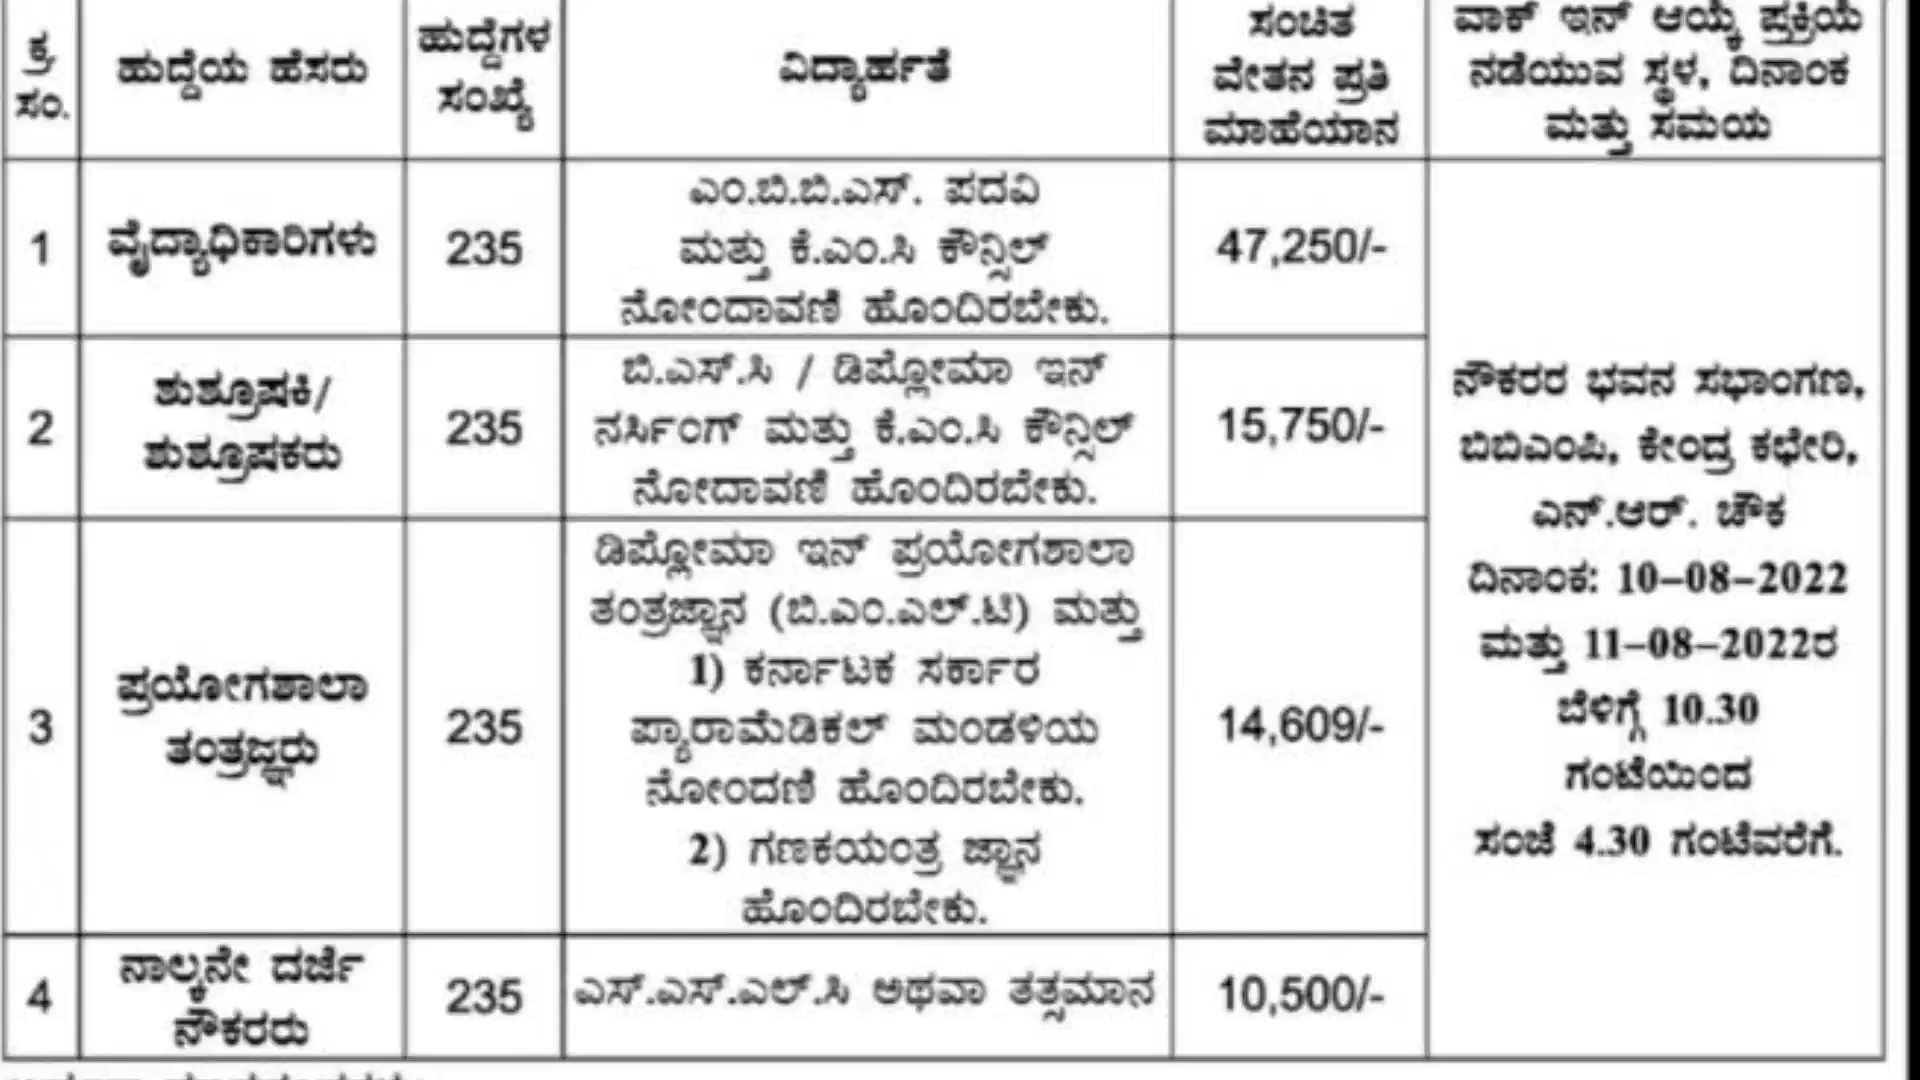 ಕ್ರ
ಸಂ.
ಹುದ್ದೆಯ ಹೆಸರು
ಹುದ್ದೆಗಳ
ಸಂಖ್ಯೆ
ವಿದ್ಯಾರ್ಹತೆ
ಸಂಚಿತ
ವೇತನ ಪ್ರತಿ
ಮಾಹೆಯಾನ
ವಾಕ್ ಇನ್ ಆಯ್ಕೆ ಪ್ರಕ್ರಿಯೆ
ನಡೆಯುವ ಸ್ಥಳ, ದಿನಾಂಕ
ಮತ್ತು ಸಮಯ
1
ವೈದ್ಯಾಧಿಕಾರಿಗಳು
235
ಎಂ.ಬಿ.ಬಿ.ಎಸ್. ಪದವಿ
ಮತ್ತು ಕೆ.ಎಂ.ಸಿ ಕೌನ್ಸಿಲ್
ನೋಂದಾವಣಿ ಹೊಂದಿರಬೇಕು.
47,250/-
2
ಶುಶ್ರೂಷಕಿ/
ಶುಶ್ರೂಷಕರು
235
ಬಿ.ಎಸ್.ಸಿ / ಡಿಪ್ಲೋಮಾ ಇನ್
ನರ್ಸಿಂಗ್ ಮತ್ತು ಕೆ.ಎಂ.ಸಿ ಕೌನ್ಸಿಲ್
ನೋದಾವಣಿ ಹೊಂದಿರಬೇಕು.
15,750/-
3
ಪ್ರಯೋಗಶಾಲಾ
ತಂತ್ರಜ್ಞರು
235
ಡಿಪ್ಲೋಮಾ ಇನ್ ಪ್ರಯೋಗಶಾಲಾ
ತಂತ್ರಜ್ಞಾನ (ಬಿ.ಎಂ.ಎಲ್.ಟಿ) ಮತ್ತು
1) ಕರ್ನಾಟಕ ಸರ್ಕಾರ
ಪ್ಯಾರಾಮೆಡಿಕಲ್ ಮಂಡಳಿಯ
ನೋಂದಣಿ ಹೊಂದಿರಬೇಕು.
2) ಗಣಕಯಂತ್ರ ಜ್ಞಾನ
ಹೊಂದಿರಬೇಕು.
14,609/-
4
ನಾಲ್ಕನೇ ದರ್ಜೆ
ನೌಕರರು
235
ಎಸ್.ಎಸ್.ಎಲ್.ಸಿ ಅಥವಾ ತತ್ಸಮಾನ
10,500/-
ನೌಕರರ ಭವನ ಸಭಾಂಗಣ,
ಬಿಬಿಎಂಪಿ, ಕೇಂದ್ರ ಕಛೇರಿ,
ಎನ್.ಆರ್. ಚೌಕ
ದಿನಾಂಕ: 10–08–2022
ಮತ್ತು 11–08–2022ರ
ಬೆಳಿಗ್ಗೆ 10.30
ಗಂಟೆಯಿಂದ
ಸಂಜೆ 4.30 ಗಂಟೆವರೆಗೆ.